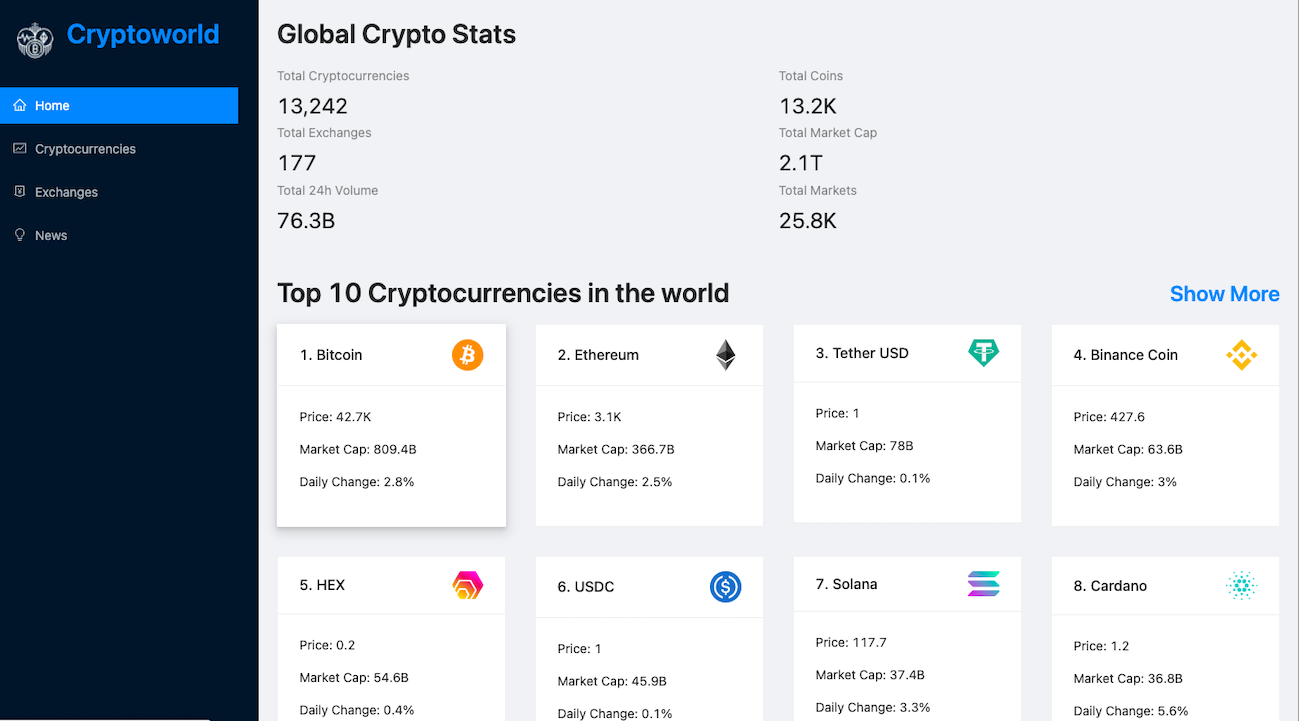 Cryptoworld
Home
Cryptocurrencies
Exchanges
News
Global Crypto Stats
Total Cryptocurrencies
13,242
Total Coins
13.2K
Total Exchanges
177
Total Market Cap
2.1T
Total 24h Volume
76.3B
Total Markets
25.8K
Top 10 Cryptocurrencies in the world
Show More
1. Bitcoin
Price: 42.7K
Market Cap: 809.4B
Daily Change: 2.8%
2. Ethereum
Price: 3.1K
Market Cap: 366.7B
Daily Change: 2.5%
3. Tether USD
Price: 1
Market Cap: 78B
Daily Change: 0.1%
4. Binance Coin
Price: 427.6
Market Cap: 63.6B
Daily Change: 3%
5. HEX
Price: 0.2
Market Cap: 54.6B
Daily Change: 0.4%
6. USDC
Price: 1
Market Cap: 45.9B
Daily Change: 0.1%
7. Solana
Price: 117.7
Market Cap: 37.4B
Daily Change: 3.3%
8. Cardano
Price: 1.2
Market Cap: 36.8B
Daily Change: 5.6%